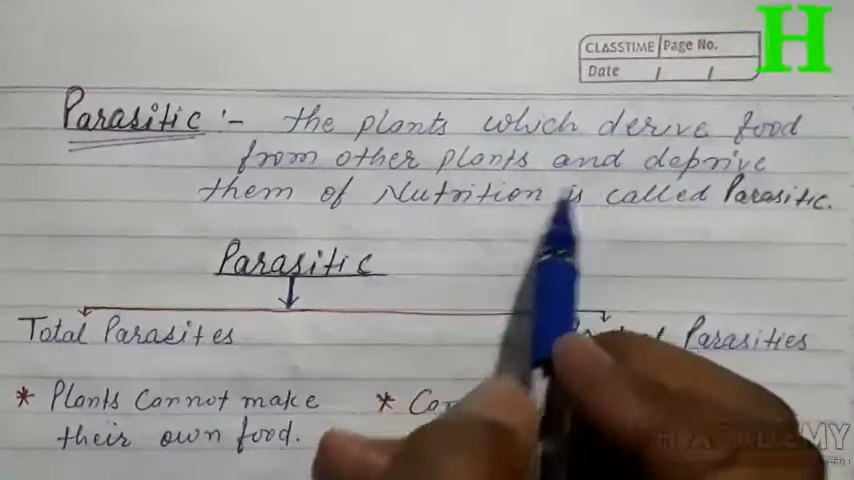 H
CLASSTIME Page No.
Date / /
Parasitic :- the plants which derive food
from other plants and deprive
them of Nutrition is called Parasitic.
Parasitic
Total Parasites
Parasities
* Plants Cannot make
their own food.
*